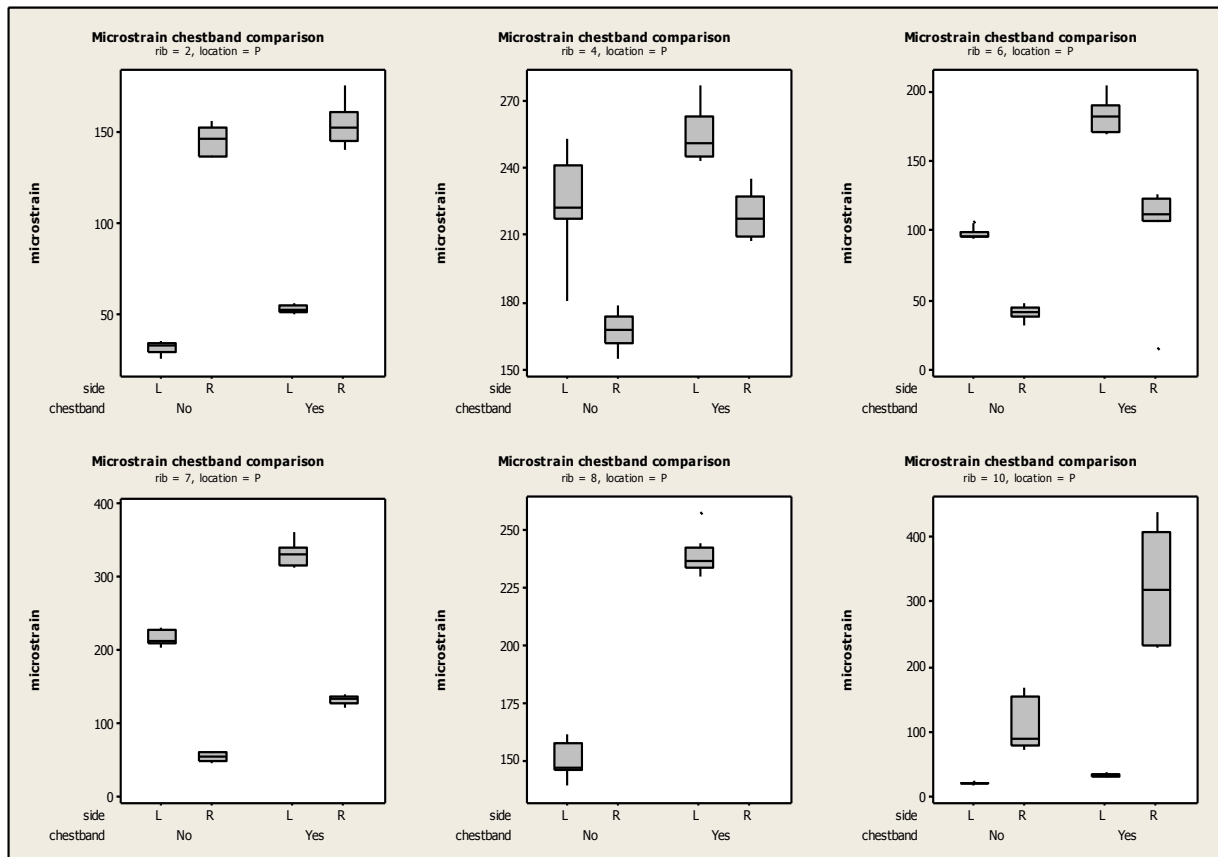 Microstrain chestband comparison
rib = 2, location = P
microstrain
150
100
50
side L R L R
chestband No Yes
Microstrain chestband comparison
rib = 4, location = P
microstrain
270
240
210
180
150
side L R L R
chestband No Yes
Microstrain chestband comparison
rib = 6, location = P
microstrain
200
150
100
50
0
side L R L R
chestband No Yes
Microstrain chestband comparison
rib = 7, location = P
microstrain
400
300
200
100
0
side L R L R
chestband No Yes
Microstrain chestband comparison
rib = 8, location = P
microstrain
250
225
200
175
150
side L R L R
chestband No Yes
Microstrain chestband comparison
rib = 10, location = P
microstrain
400
300
200
100
0
side L R L R
chestband No Yes